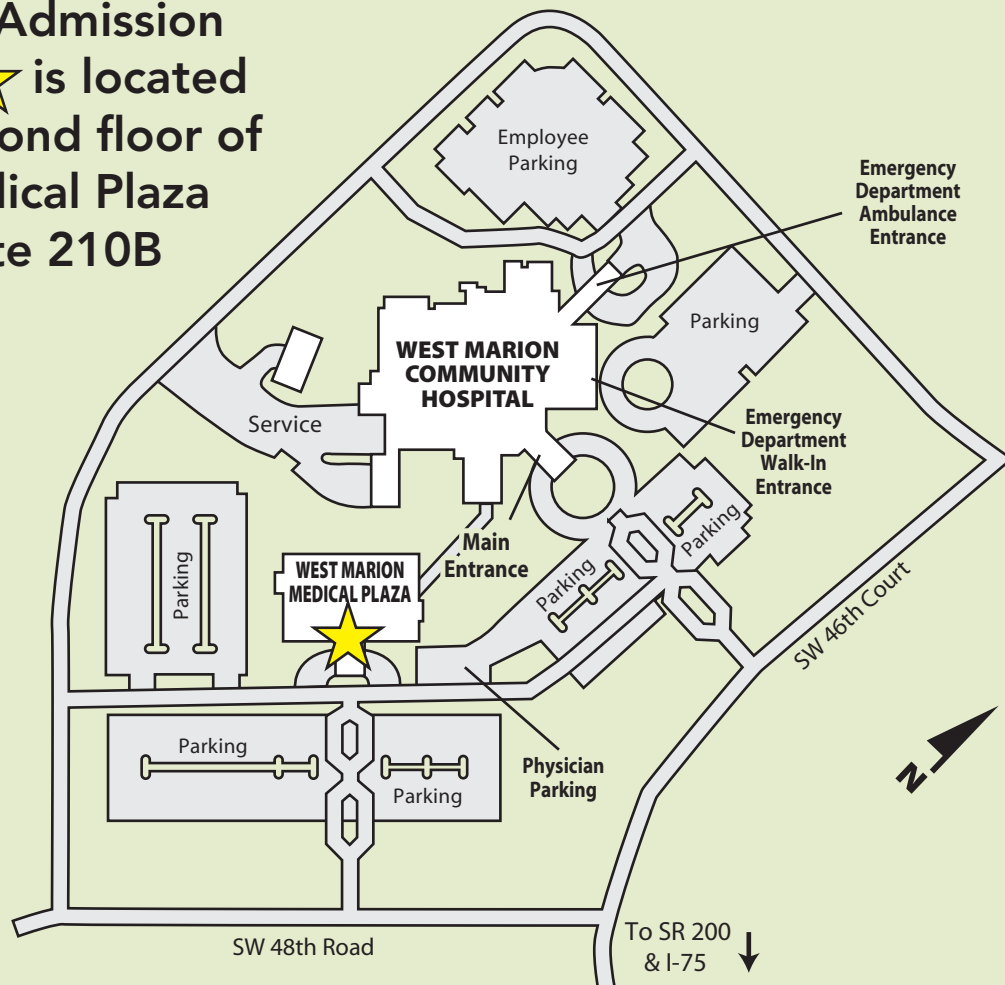 Admission
is located
ond floor of
lical Plaza
te 210B
Employee
Parking
Emergency
Department
Ambulance
Entrance
Parking
WEST MARION
COMMUNITY
HOSPITAL
Service
Emergency
Department
Walk-In
Entrance
Main
Entrance
Parking
Parking
Parking
WEST MARION
MEDICAL PLAZA
SW 46th Court
Parking
Parking
Physician
Parking
N
SW 48th Road
To SR 200
& I-75